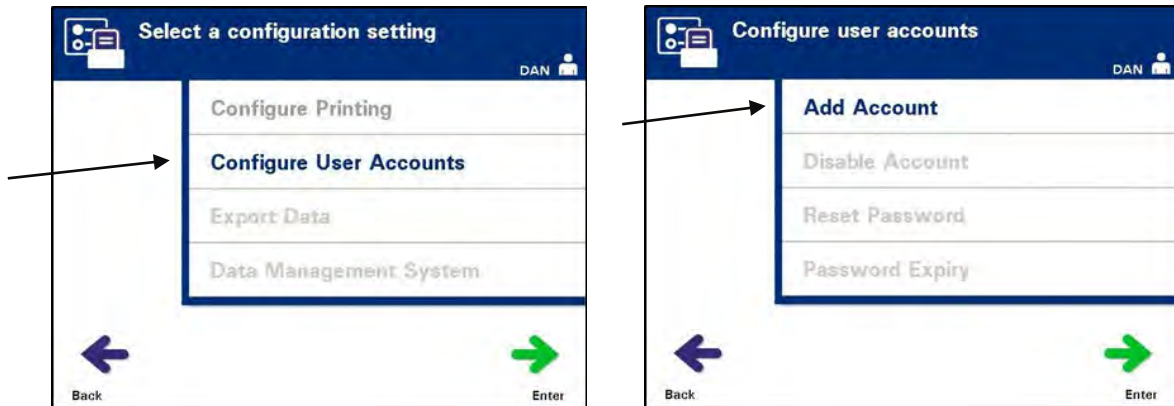 Select a configuration setting
DAN
Configure Printing
Configure User Accounts
Export Data
Data Management System
Back
Enter
Configure user accounts
DAN
Add Account
Disable Account
Reset Password
Password Expiry
Back
Enter